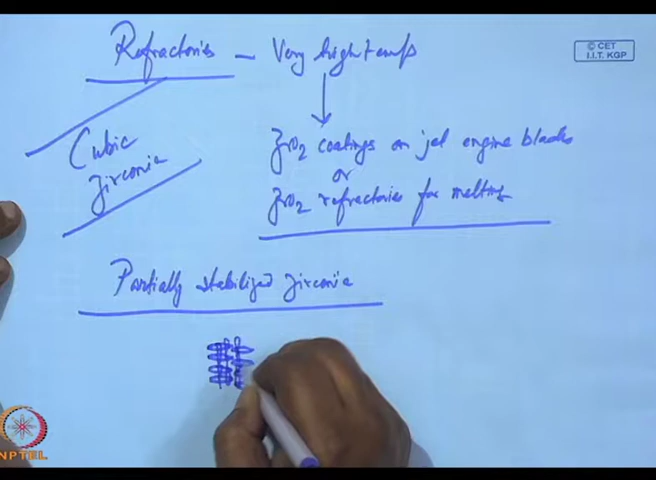 Refractories - Very high temp
© CET
I.I.T. KGP
Cubic
Zirconia
ZrO2 coatings on jet engine blades
or
ZrO2 refractories for melting
Partially stabilized zirconia
NPTEL